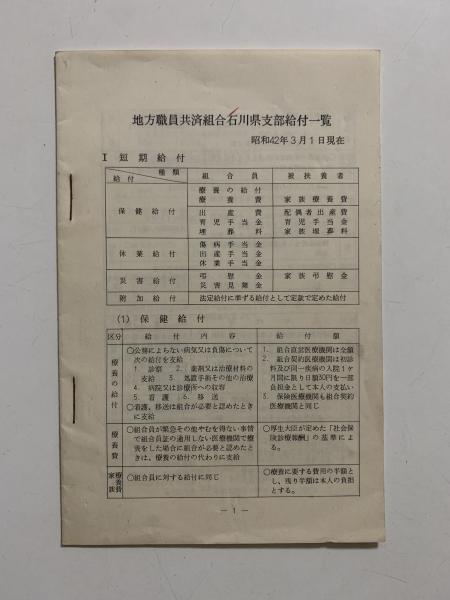 地方職員共済組合石川県支部給付一覧
昭和42年3月1日現在
I 短期給付
種類
給付
組合員
被扶養者
保健給付
療養の給付
療養費
家族療養費
出産費
配偶者出産費
育児手当金
育児手当金
埋葬料
家族埋葬料
休業給付
傷病手当金
出産手当金
休業手当金
災害給付
弔慰金
家族弔慰金
災害見舞金
附加給付
法定給付に準ずる給付として定款で定めた給付
(1) 保健給付
区分
給付内容
給付額
療養の給付
○公務によらない病気又は負傷について
次の給付を支給
1. 診察 2. 薬剤又は治療材料の
支給 3. 処置手術その他の治療
4. 病院又は診療所への収容
5. 看護 6. 移送
○看護、移送は組合が必要と認めたとき
に支給
1. 組合直営医療機関は全額
2. 組合契約医療機関は初診
料及び同一疾病の入院1ケ
月間に限り日額30円を一部
負担金として本人の支払い
3. 保険医療機関も組合契約
医療機関と同じ
療養費
○組合員が緊急その他やむを得ない事情
で組合員証の通用しない医療機関で療
養をした場合に組合が必要と認めたと
きは、療養の給付の代わりに支給
○厚生大臣が定めた「社会保
険診療報酬」の基準によ
る。
家族療養費
○組合員に対する給付に同じ
○療養に要する費用の半額と
し、残り半額は本人の負担
とする。
— 1 —